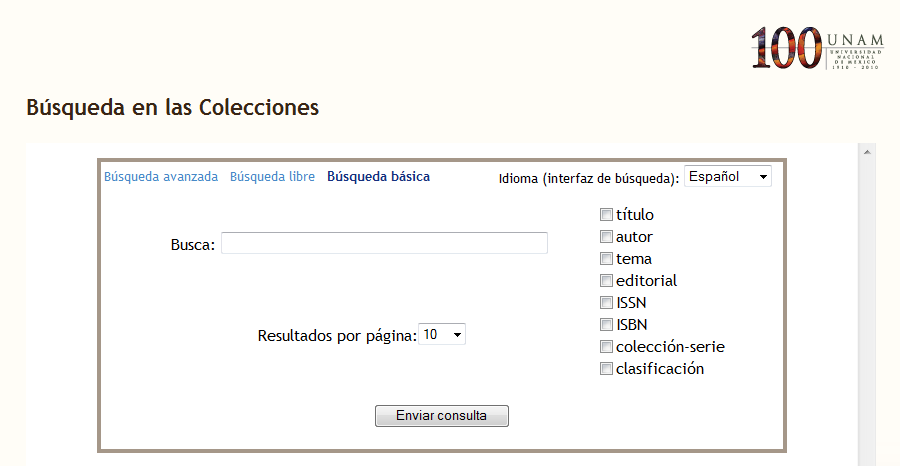 100 UNAM
UNIVERSIDAD
NACIONAL
DE MÉXICO
1910 - 2010
Búsqueda en las Colecciones
Búsqueda avanzada Búsqueda libre Búsqueda básica Idioma (interfaz de búsqueda): Español
título
autor
Busca:
tema
editorial
ISSN
ISBN
Resultados por página: 10
colección-serie
clasificación
Enviar consulta